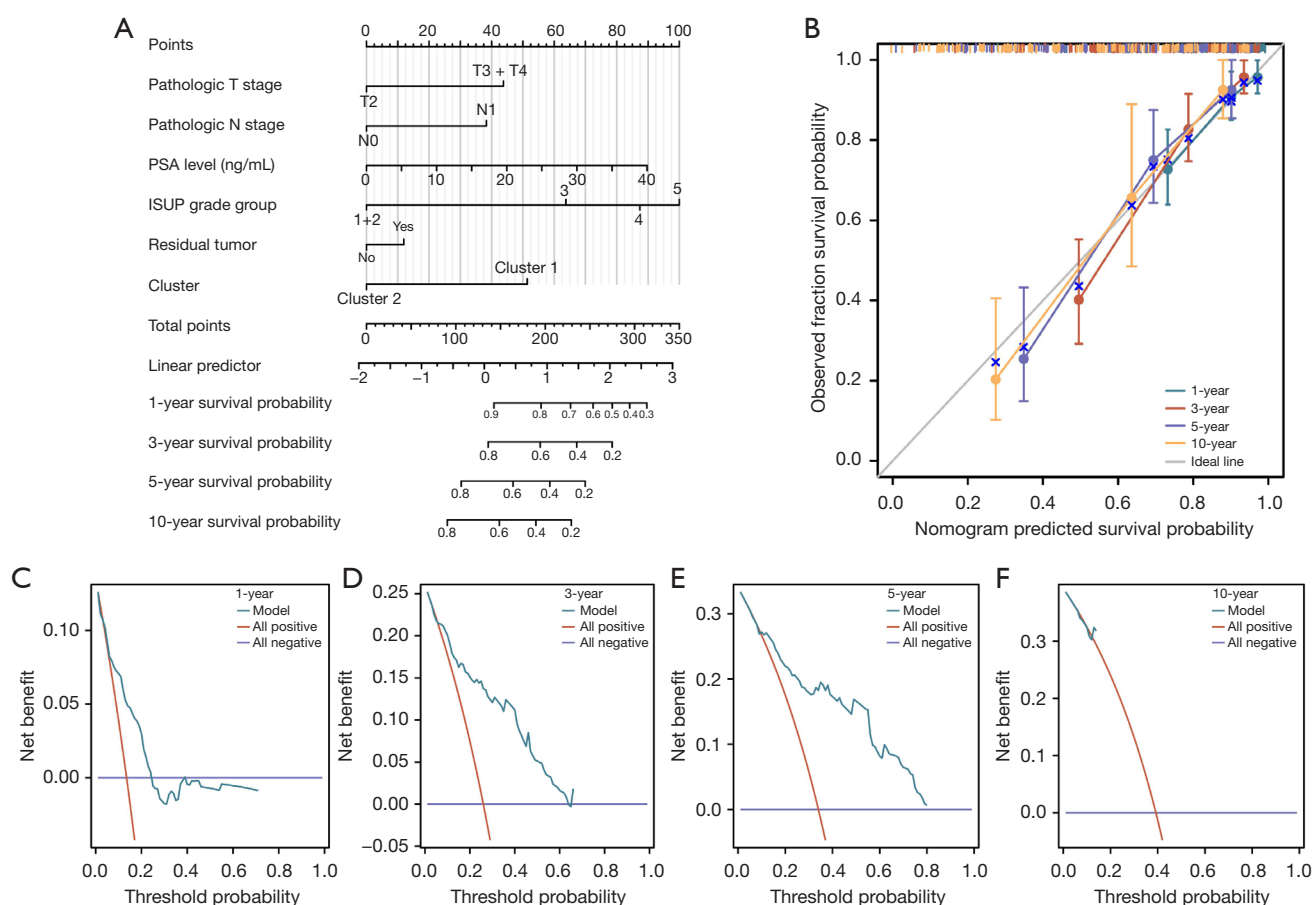 A
Points
0 20 40 60 80 100
Pathologic T stage
T2 T3 + T4
Pathologic N stage
N0 N1
PSA level (ng/mL)
0 10 20 30 40
ISUP grade group
1+2 3 4 5
Residual tumor
No Yes
Cluster
Cluster 2 Cluster 1
Total points
0 100 150 200 250 300 350
Linear predictor
−2 −1 0 1 2 3
1-year survival probability
0.9 0.8 0.7 0.6 0.5 0.4 0.3
3-year survival probability
0.8 0.6 0.4 0.2
5-year survival probability
0.8 0.6 0.4 0.2
10-year survival probability
0.8 0.6 0.4 0.2
B
Observed fraction survival probability
1.0
0.8
0.6
0.4
0.2
0.0
0.0 0.2 0.4 0.6 0.8 1.0
Nomogram predicted survival probability
1-year
3-year
5-year
10-year
Ideal line
C
Net benefit
0.10
0.05
0.00
0.0 0.2 0.4 0.6 0.8 1.0
Threshold probability
1-year
Model
All positive
All negative
D
Net benefit
0.25
0.20
0.15
0.10
0.05
0.00
−0.05
0.0 0.2 0.4 0.6 0.8 1.0
Threshold probability
3-year
Model
All positive
All negative
E
Net benefit
0.3
0.2
0.1
0.0
0.0 0.2 0.4 0.6 0.8 1.0
Threshold probability
5-year
Model
All positive
All negative
F
Net benefit
0.3
0.3
0.1
0.0
0.0 0.2 0.4 0.6 0.8 1.0
Threshold probability
10-year
Model
All positive
All negative